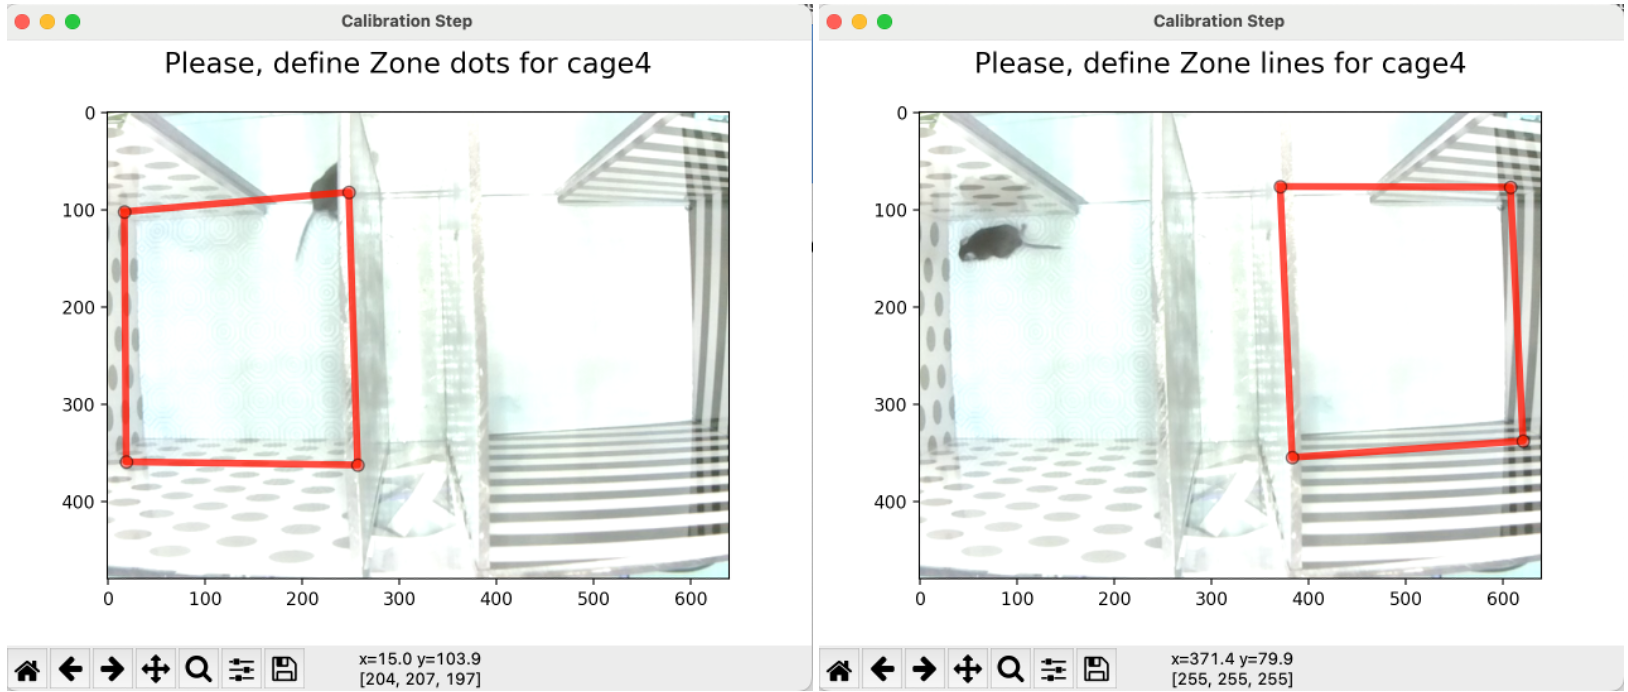 Calibration Step
Please, define Zone dots for cage4
0
100
200
300
400
0 100 200 300 400 500 600
x=15.0 y=103.9
[204, 207, 197]
Calibration Step
Please, define Zone lines for cage4
0
100
200
300
400
0 100 200 300 400 500 600
x=371.4 y=79.9
[255, 255, 255]